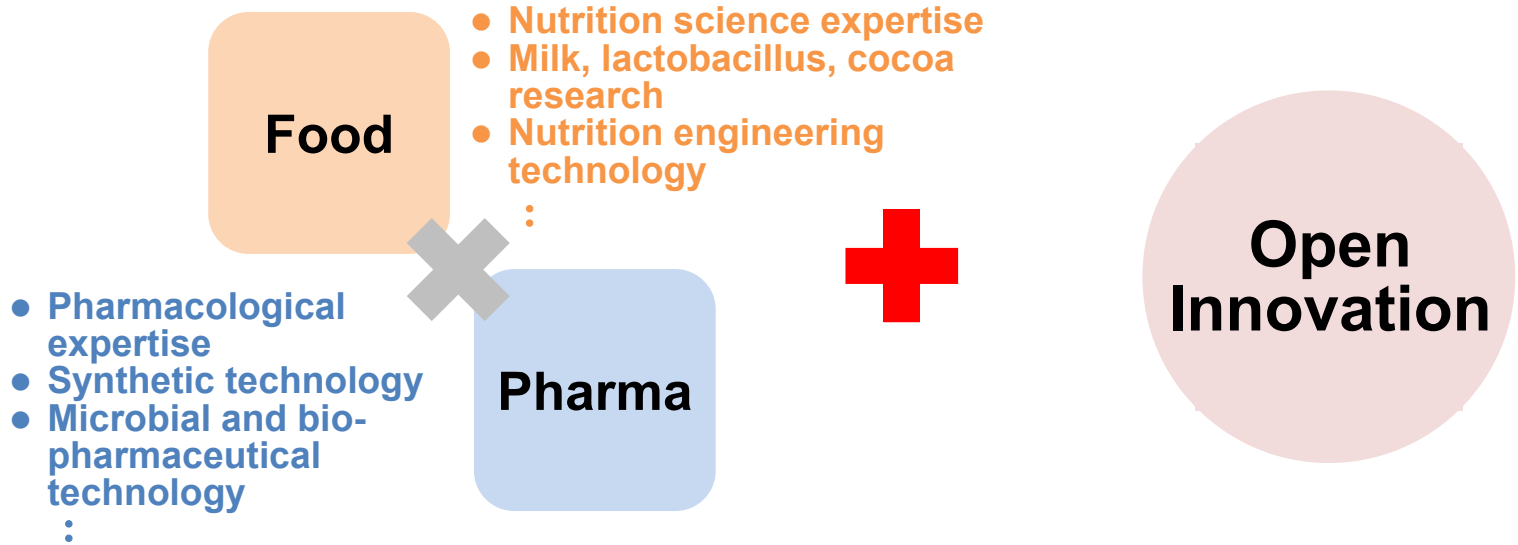 Food
● Nutrition science expertise
● Milk, lactobacillus, cocoa
research
● Nutrition engineering
technology
:
● Pharmacological
expertise
● Synthetic technology
● Microbial and bio-
pharmaceutical
technology
:
Pharma
Open
Innovation